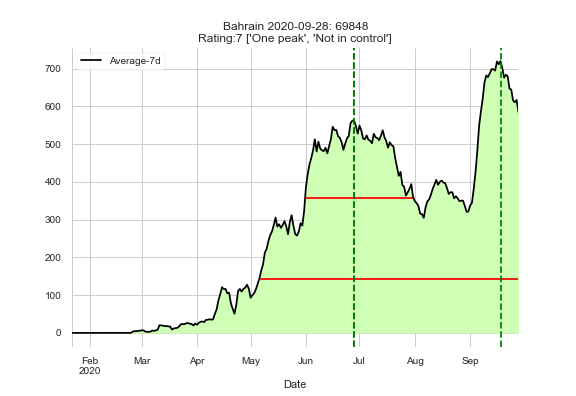 Bahrain 2020-09-28: 69848
Rating:7 ['One peak', 'Not in control']
Average-7d
700
600
500
400
300
200
100
0
Feb Mar Apr May Jun Jul Aug Sep
2020
Date